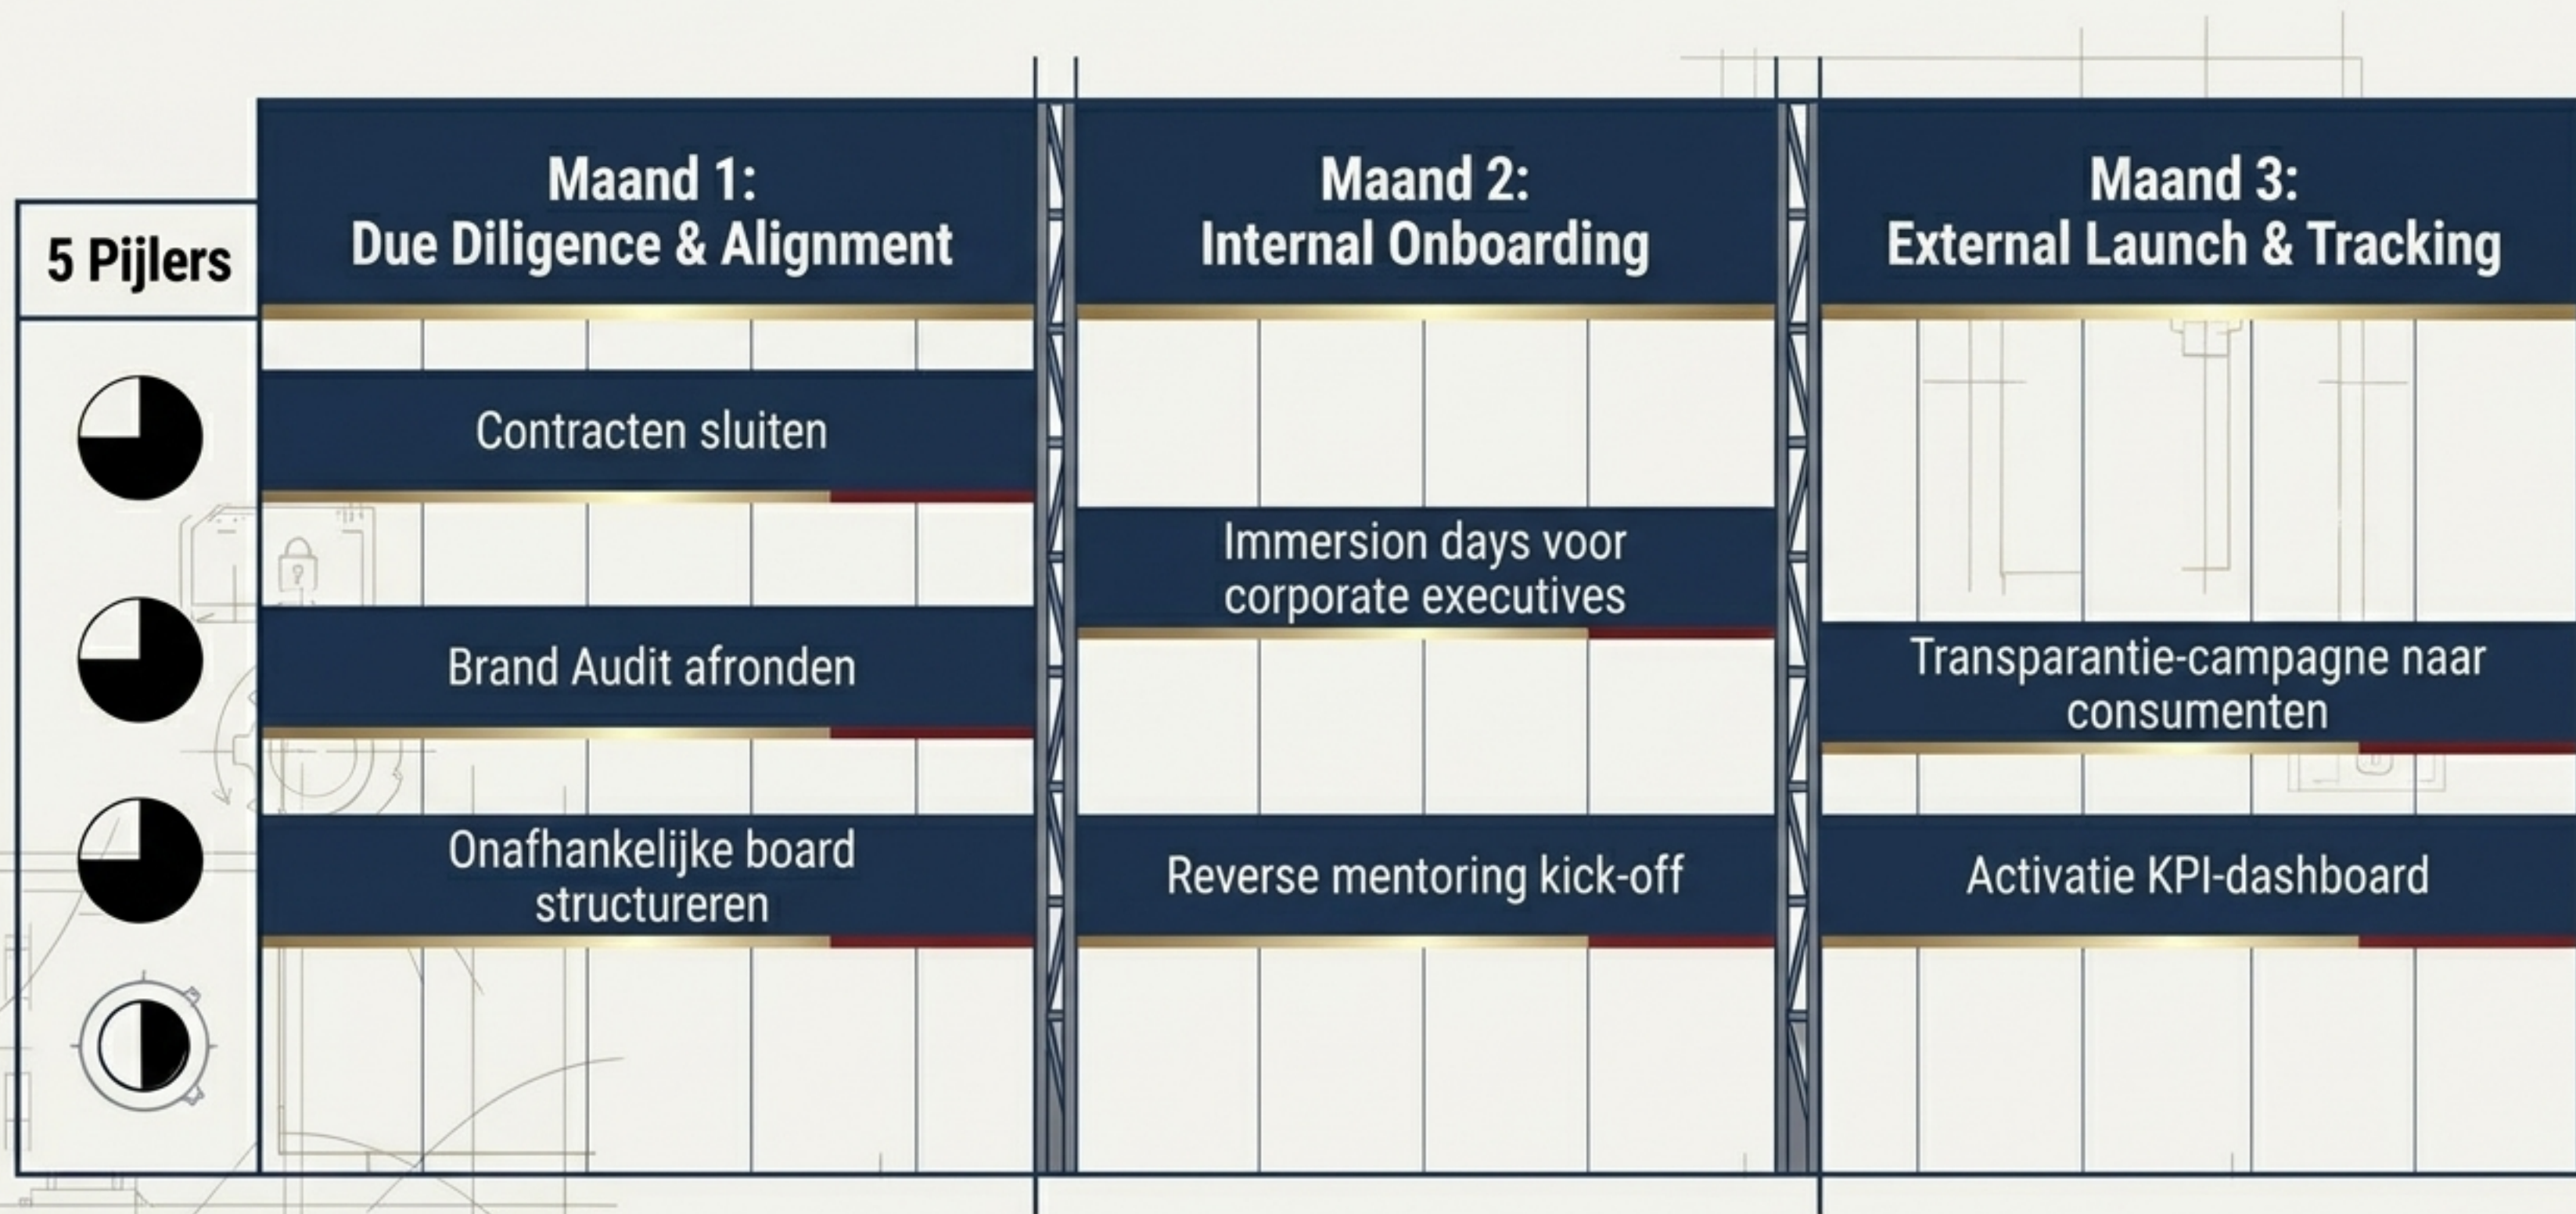 5 Pijlers
Maand 1:
Due Diligence & Alignment
Maand 2:
Internal Onboarding
Maand 3:
External Launch & Tracking
Contracten sluiten
Brand Audit afronden
Onafhankelijke board
structureren
Immersion days voor
corporate executives
Reverse mentoring kick-off
Transparantie-campagne naar
consumenten
Activatie KPI-dashboard